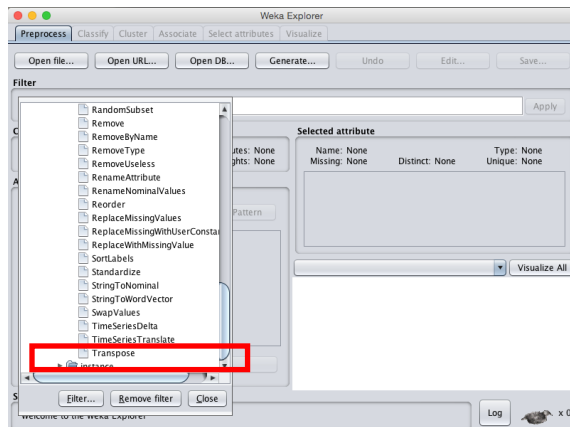 Weka Explorer
Preprocess Classify Cluster Associate Select attributes Visualize
Open file... Open URL... Open DB... Generate... Undo Edit... Save...
Filter
Apply
RandomSubset
Remove
RemoveByName
RemoveType
RemoveUseless
RenameAttribute
RenameNominalValues
Reorder
ReplaceMissingValues
ReplaceMissingWithUserConstar
ReplaceWithMissingValue
SortLabels
Standardize
StringToNominal
StringToWordVector
SwapValues
TimeSeriesDelta
TimeSeriesTranslate
Transpose
instance
Filter... Remove filter Close
utes: None
ghts: None
Pattern
Selected attribute
Name: None Type: None
Missing: None Distinct: None Unique: None
Visualize All
Welcome to the Weka Explorer
Log x 0